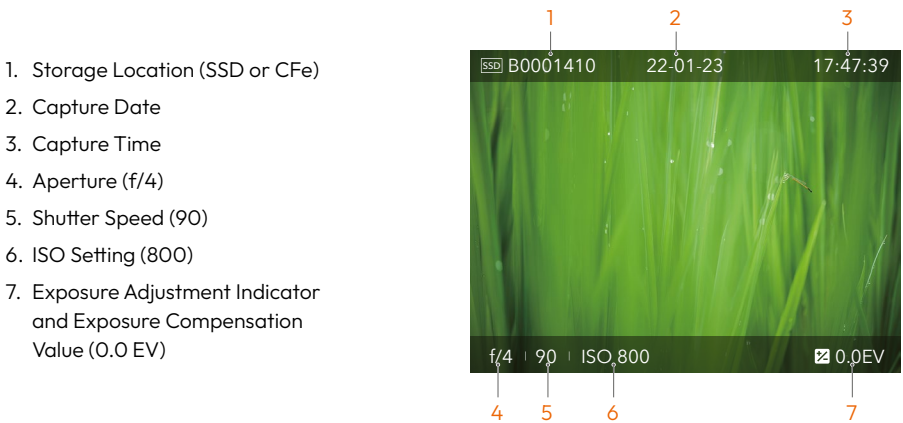 1. Storage Location (SSD or CFe)
2. Capture Date
3. Capture Time
4. Aperture (f/4)
5. Shutter Speed (90)
6. ISO Setting (800)
7. Exposure Adjustment Indicator
and Exposure Compensation
Value (0.0 EV)
1 2 3
SSD B0001410 22-01-23 17:47:39
f/4 90 ISO 800 0.0EV
4 5 6 7